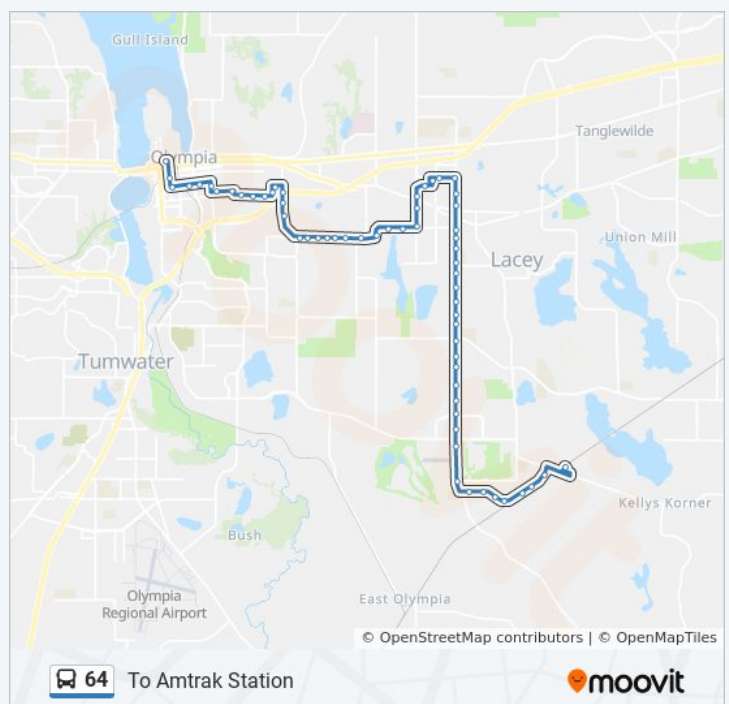 Gull Island
Tanglewilde
Olympia
Union Mill
Lacey
Tumwater
Kellys Korner
Bush
Olympia
Regional Airport
East Olympia
© OpenStreetMap contributors | © OpenMapTiles
64 To Amtrak Station
moovit